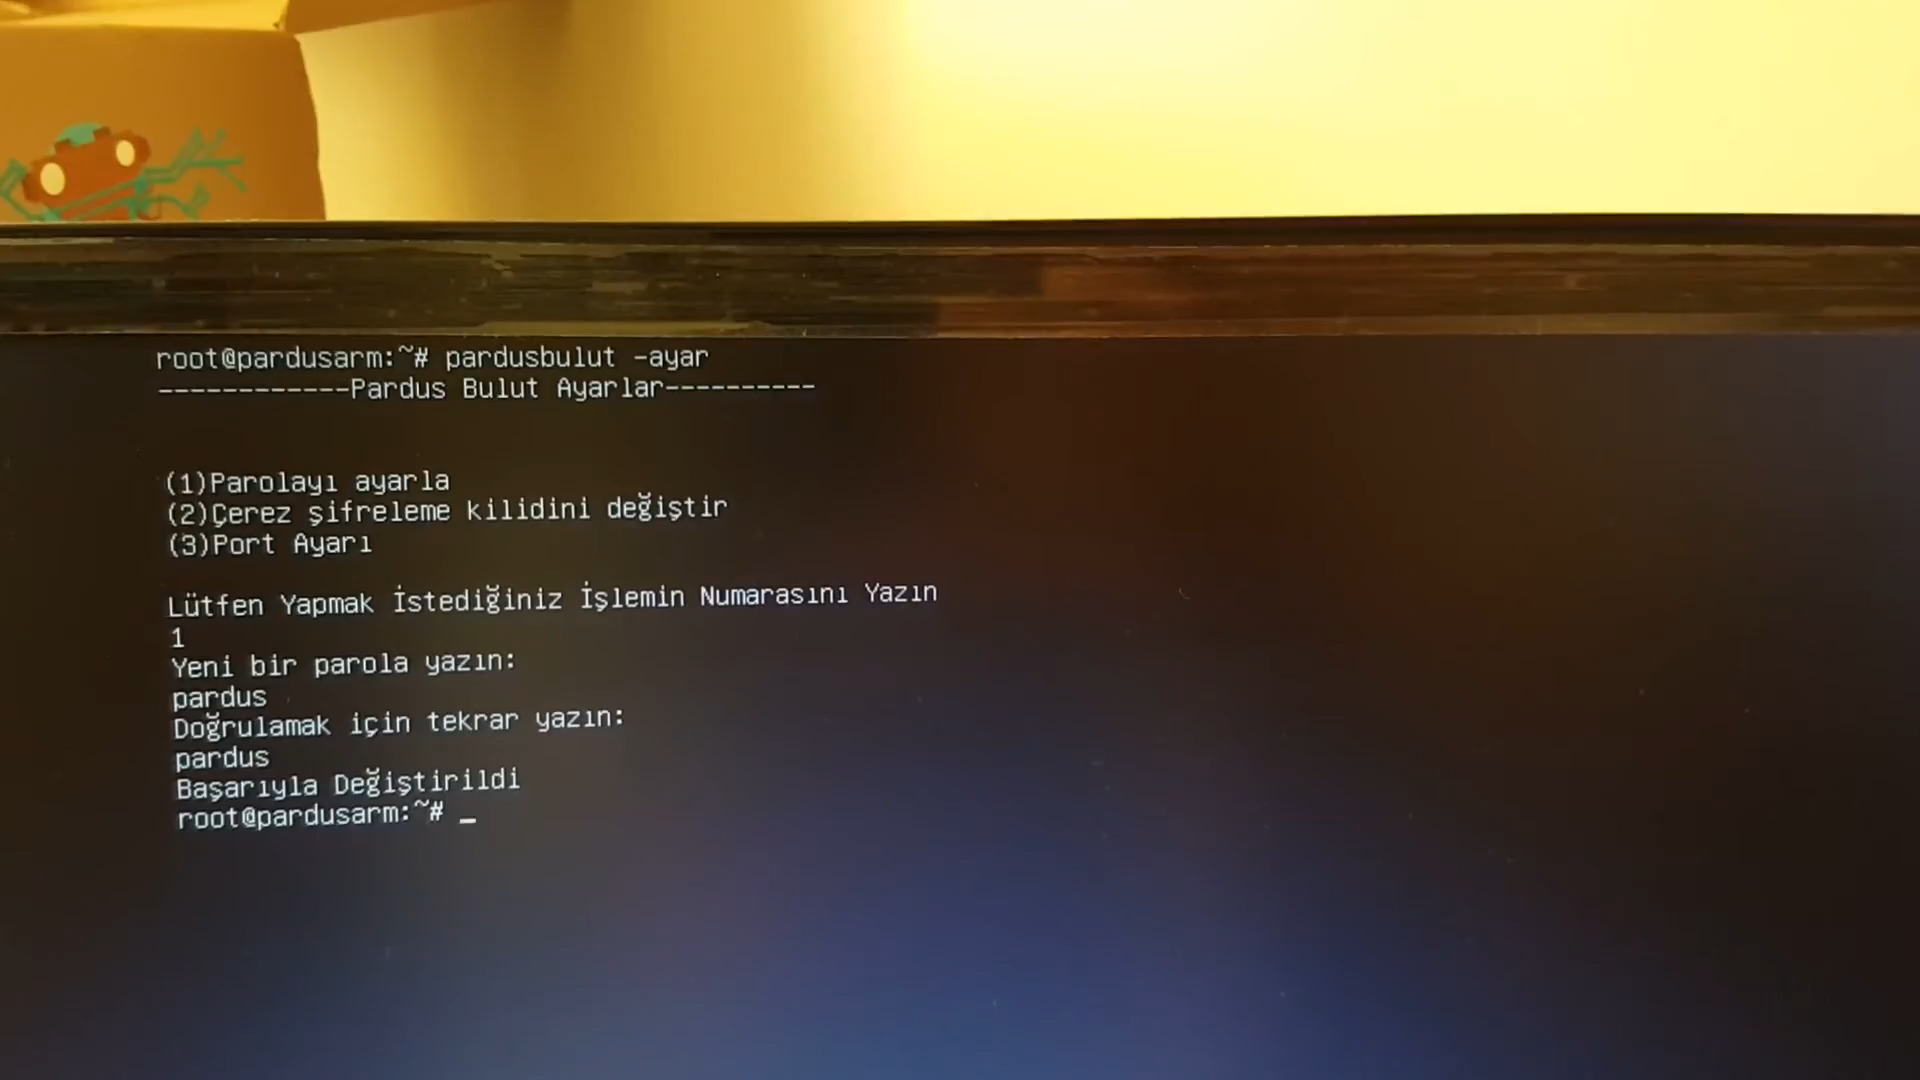 root@pardusarm:~# pardusbulut -ayar
------------Pardus Bulut Ayarlar----------
(1)Parolayı ayarla
(2)Çerez şifreleme kilidini değiştir
(3)Port Ayarı
Lütfen Yapmak İstediğiniz İşlemin Numarasını Yazın
1
Yeni bir parola yazın:
pardus
Doğrulamak için tekrar yazın:
pardus
Başarıyla Değiştirildi
root@pardusarm:~# _